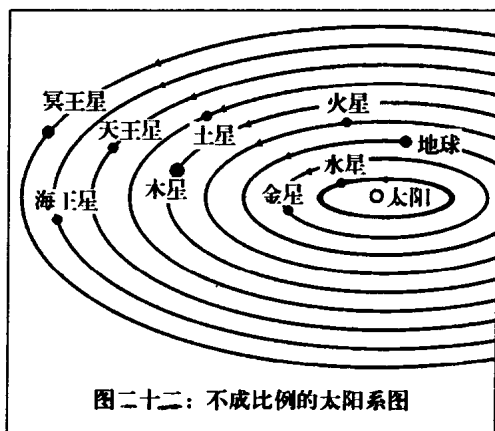 冥王星
天王星
土星
火星
地球
水星
海王星
木星
金星
太阳
图二十二：不成比例的太阳系图